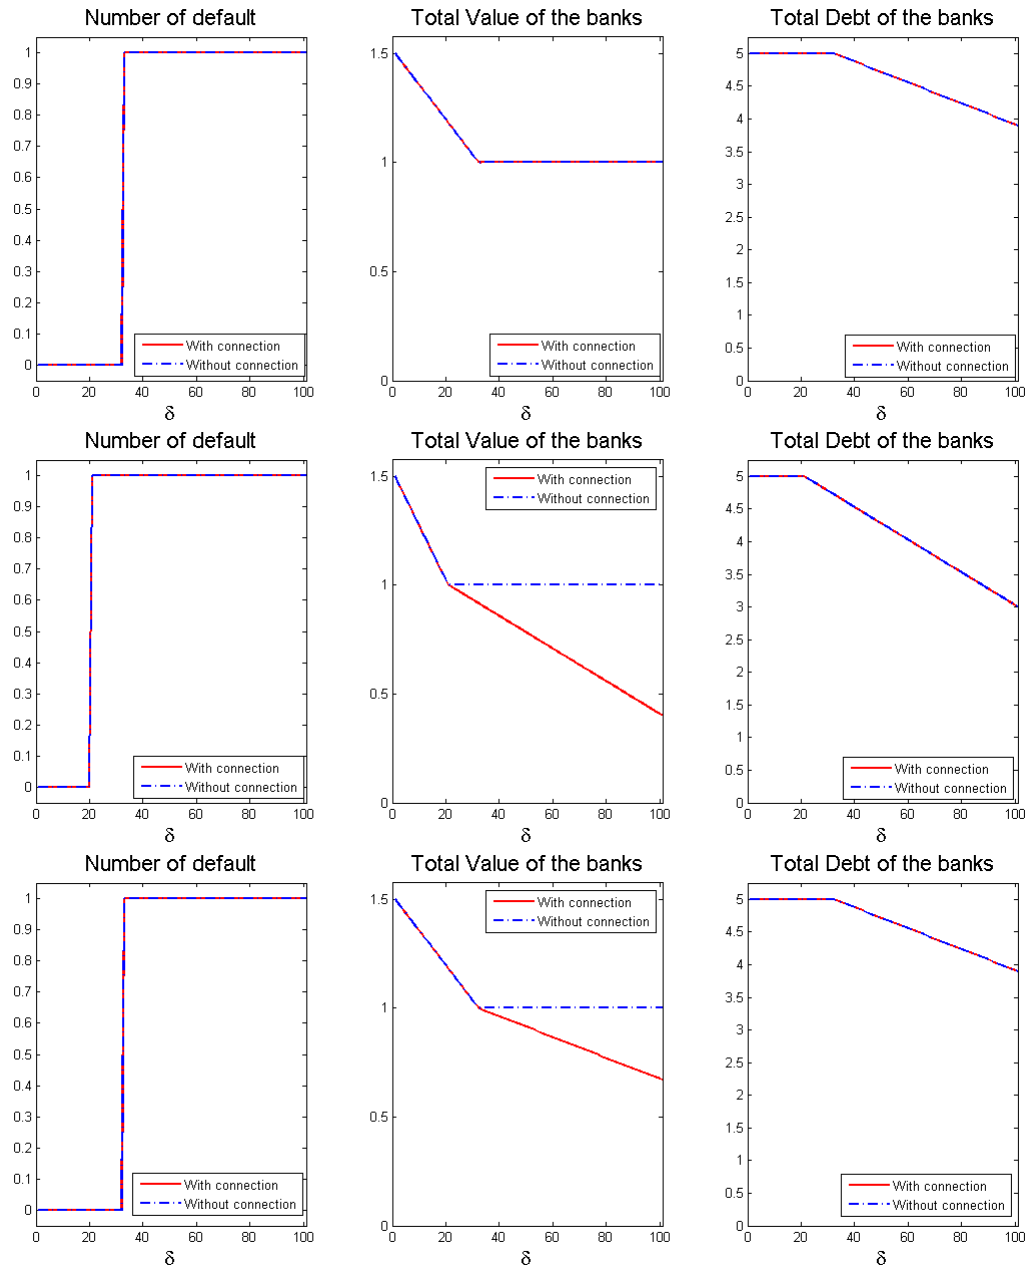 Number of default
1
0.9
0.8
0.7
0.6
0.5
0.4
0.3
0.2
0.1
0
0 20 40 60 80 100
With connection
Without connection
δ
Total Value of the banks
1.5
1
0.5
0
0 20 40 60 80 100
With connection
Without connection
δ
Total Debt of the banks
5
4.5
4
3.5
3
2.5
2
1.5
1
0.5
0
0 20 40 60 80 100
With connection
Without connection
δ
Number of default
1
0.9
0.8
0.7
0.6
0.5
0.4
0.3
0.2
0.1
0
0 20 40 60 80 100
With connection
Without connection
δ
Total Value of the banks
With connection
Without connection
1.5
1
0.5
0
0 20 40 60 80 100
δ
Total Debt of the banks
5
4.5
4
3.5
3
2.5
2
1.5
1
0.5
0
0 20 40 60 80 100
With connection
Without connection
δ
Number of default
1
0.9
0.8
0.7
0.6
0.5
0.4
0.3
0.2
0.1
0
0 20 40 60 80 100
With connection
Without connection
δ
Total Value of the banks
With connection
Without connection
1.5
1
0.5
0
0 20 40 60 80 100
δ
Total Debt of the banks
5
4.5
4
3.5
3
2.5
2
1.5
1
0.5
0
0 20 40 60 80 100
With connection
Without connection
δ